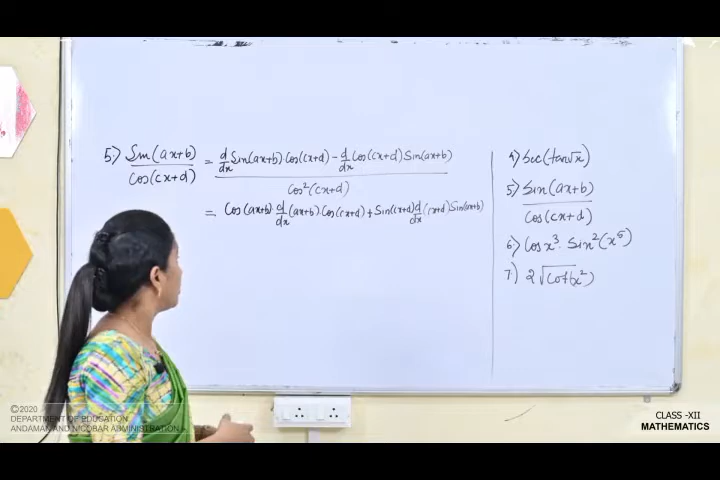 5.) Sin(ax+b) / cos(cx+d) = d/dx Sin(ax+b) Cos(cx+d) - d/dx Cos(cx+d) Sin(ax+b) / Cos²(cx+d)
= Cos(ax+b) d/dx (ax+b) Cos(cx+d) + Sin(cx+d) d/dx (cx+d) Sin(ax+b)
4) Sec(tan√x)
5) Sin(ax+b) / Cos(cx+d)
6) Cos x³ . Sin²(x⁵)
7) 2√cot(x²)
©2020
DEPARTMENT OF EDUCATION
ANDAMAN AND NICOBAR ADMINISTRATION
CLASS -XII
MATHEMATICS